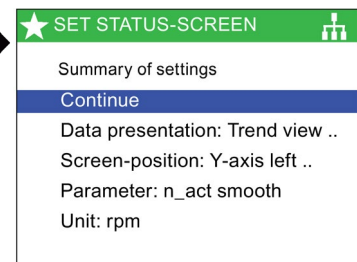 SET STATUS-SCREEN
Summary of settings
Continue
Data presentation: Trend view ..
Screen-position: Y-axis left ..
Parameter: n_act smooth
Unit: rpm